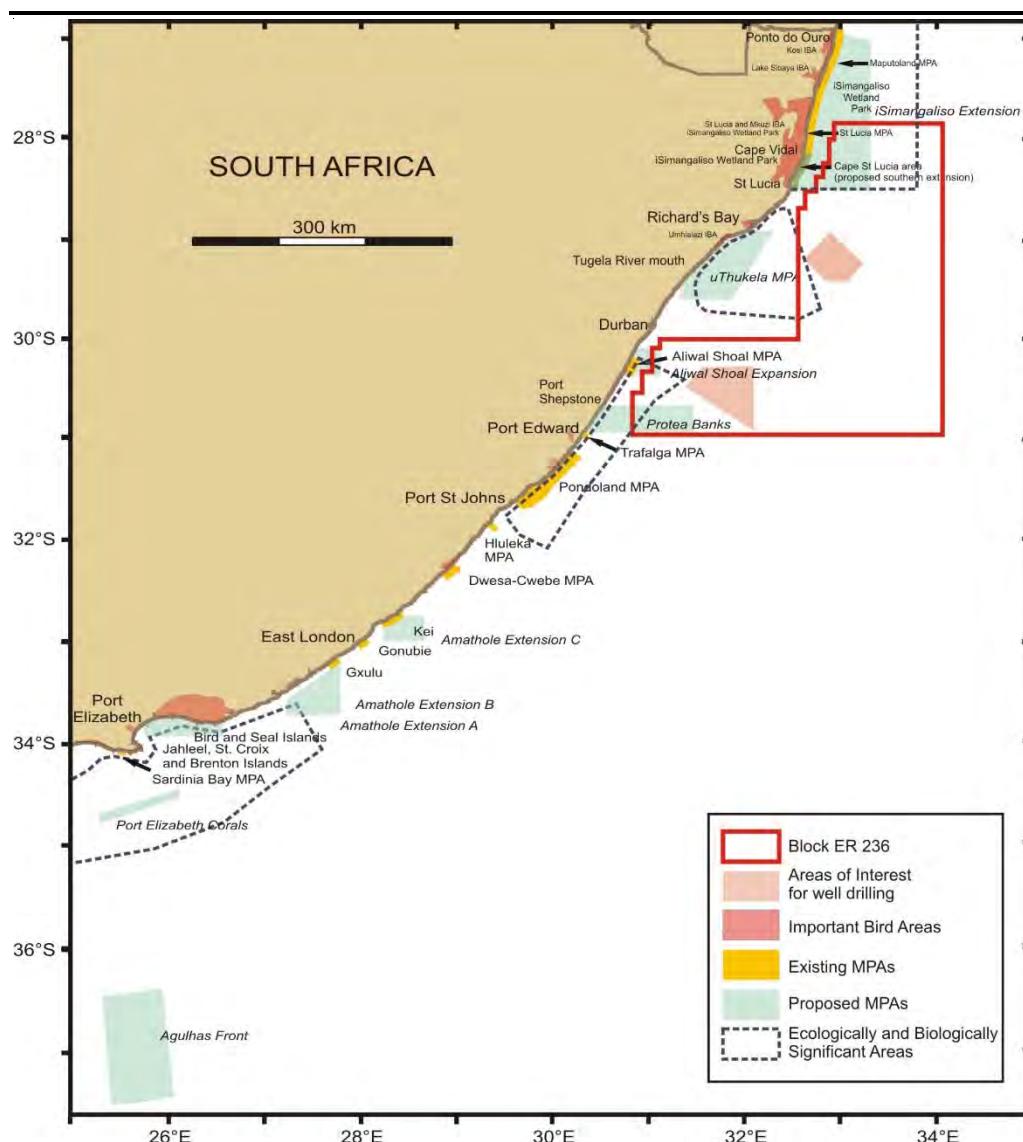 Ponto do Ouro
Kosi IBA
Lake Sibaya IBA
Maputoland MPA
iSimangaliso
Wetland
Park
iSimangaliso Extension
28°S
St Lucia and Mkuzi IBA
iSimangaliso Wetland Park
St Lucia MPA
Cape Vidal
iSimangaliso Wetland Park
Cape St Lucia area
(proposed southern extension)
St Lucia
SOUTH AFRICA
300 km
Richard's Bay
Umhlalazi IBA
Tugela River mouth
uThukela MPA
30°S
Durban
Aliwal Shoal MPA
Aliwal Shoal Expansion
Port
Shepstone
Protea Banks
Port Edward
Trafalga MPA
Pondoland MPA
Port St Johns
32°S
Hluleka
MPA
Dwesa-Cwebe MPA
East London
Kei
Amathole Extension C
Gonubie
Gxulu
Port
Elizabeth
Amathole Extension B
Amathole Extension A
34°S
Bird and Seal Islands
Jahleel, St. Croix
and Brenton Islands
Sardinia Bay MPA
Port Elizabeth Corals
36°S
Agulhas Front
Block ER 236
Areas of Interest
for well drilling
Important Bird Areas
Existing MPAs
Proposed MPAs
Ecologically and Biologically
Significant Areas
26°E
28°E
30°E
32°E
34°E